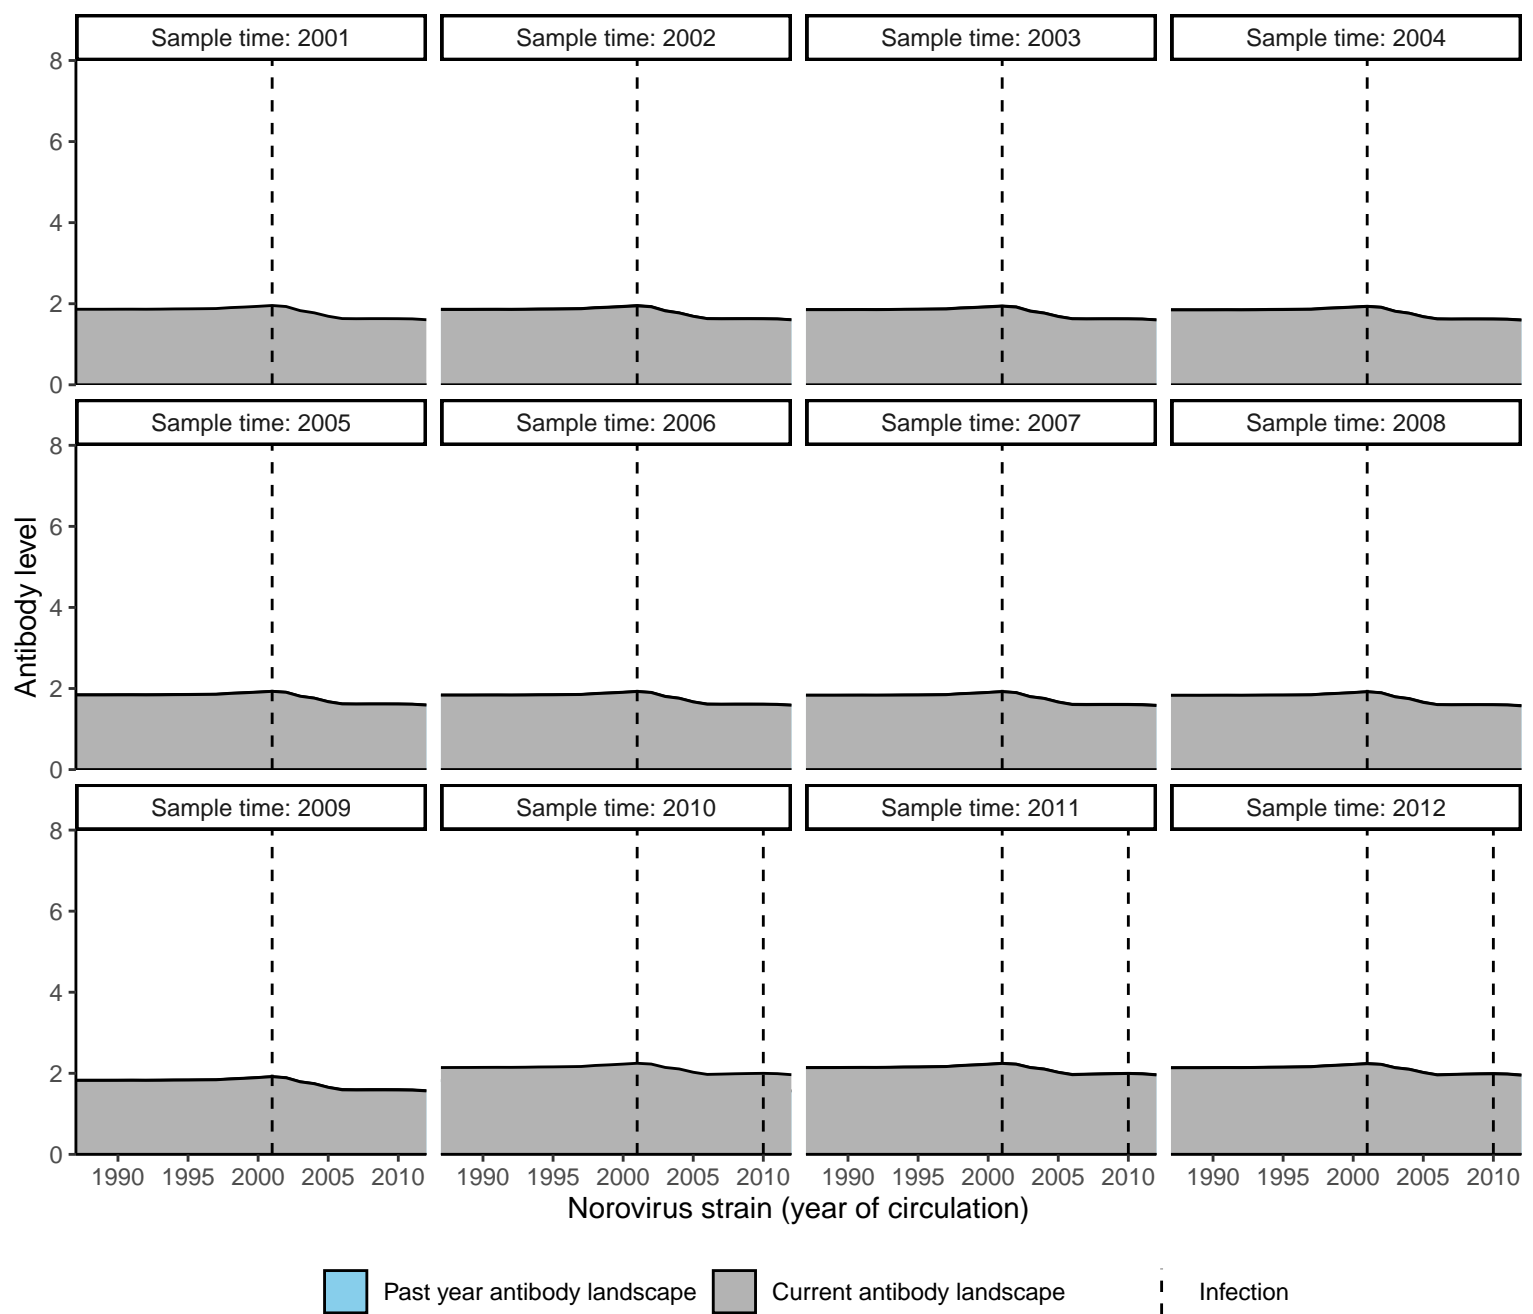 Sample time: 2001
Sample time: 2002
Sample time: 2003
Sample time: 2004
8
6
4
2
0
Sample time: 2005
Sample time: 2006
Sample time: 2007
Sample time: 2008
8
6
4
2
0
Antibody level
Sample time: 2009
Sample time: 2010
Sample time: 2011
Sample time: 2012
8
6
4
2
0
1990 1995 2000 2005 2010
1990 1995 2000 2005 2010
1990 1995 2000 2005 2010
1990 1995 2000 2005 2010
Norovirus strain (year of circulation)
Past year antibody landscape
Current antibody landscape
Infection